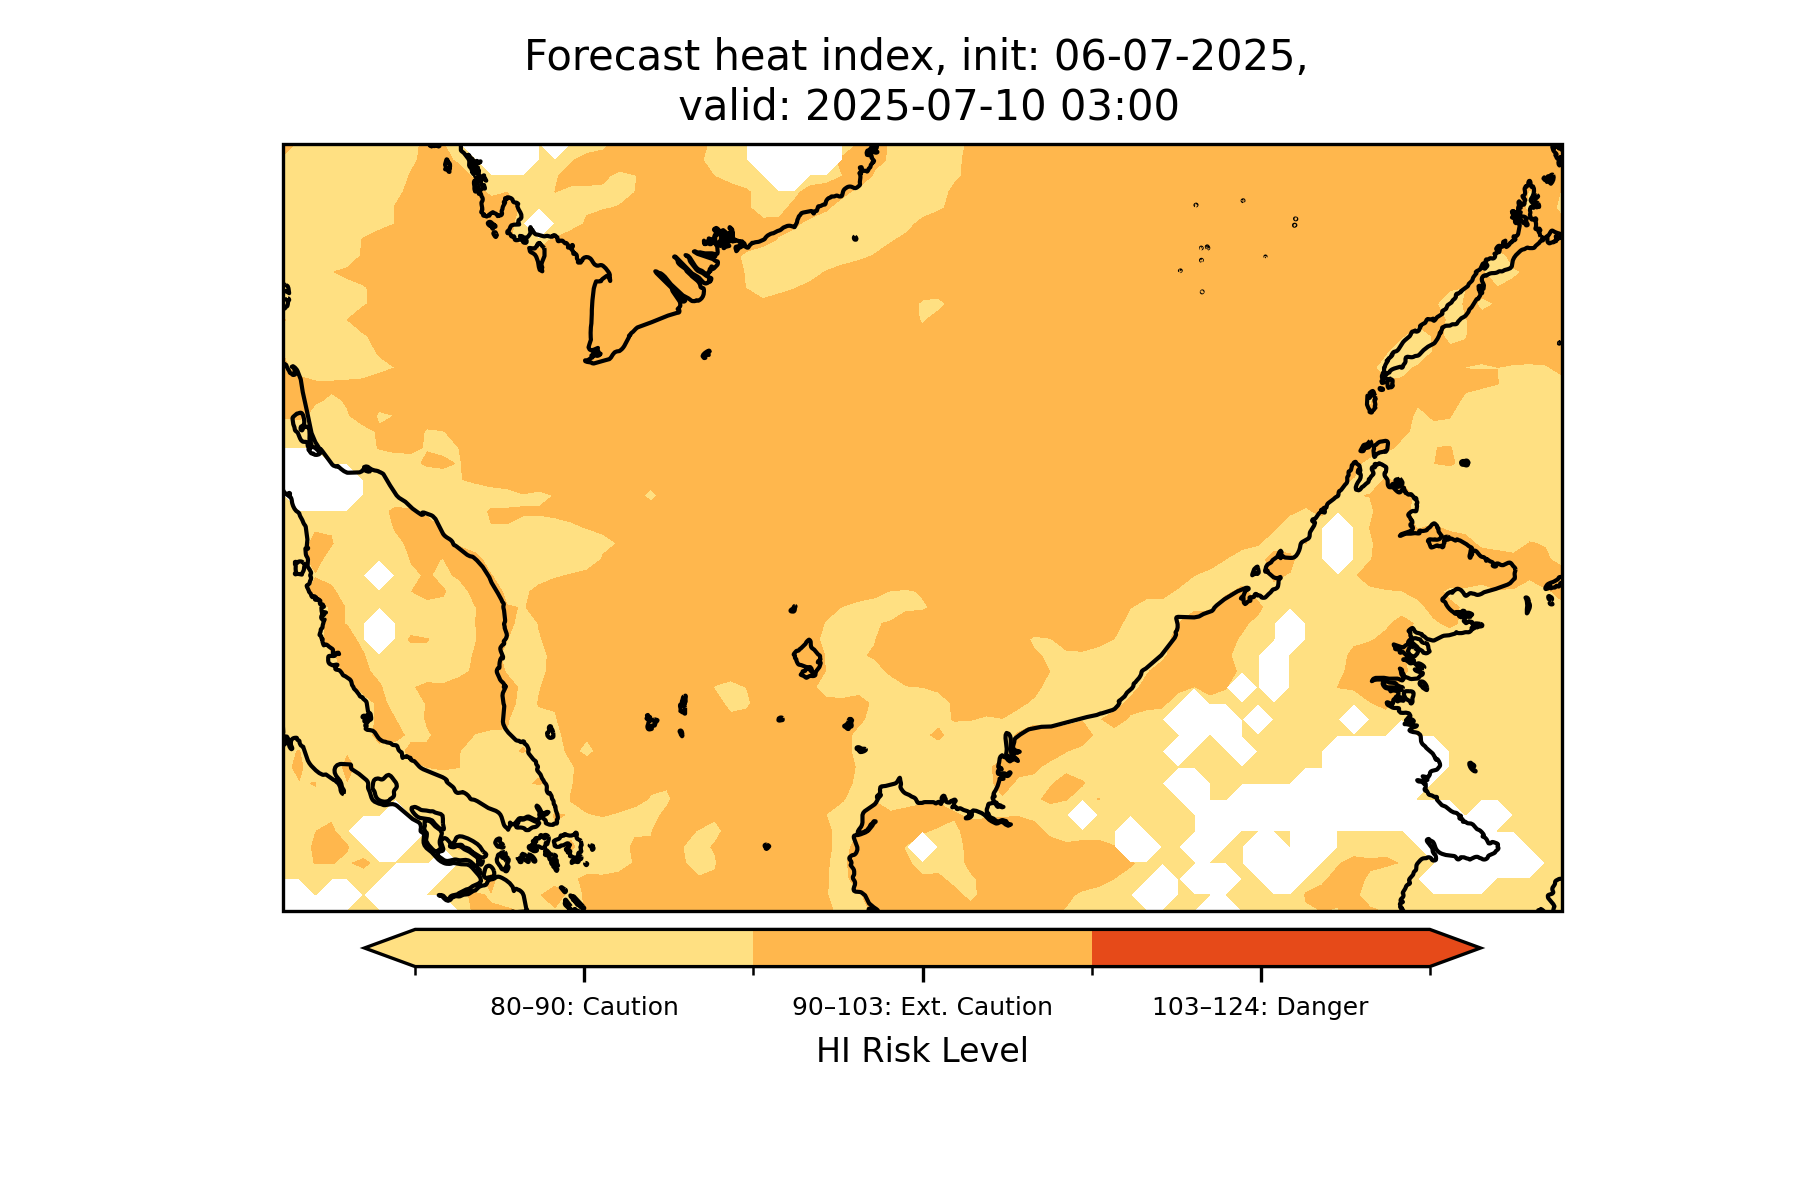 Forecast heat index, init: 06-07-2025,
valid: 2025-07-10 03:00
80–90: Caution
90–103: Ext. Caution
103–124: Danger
HI Risk Level